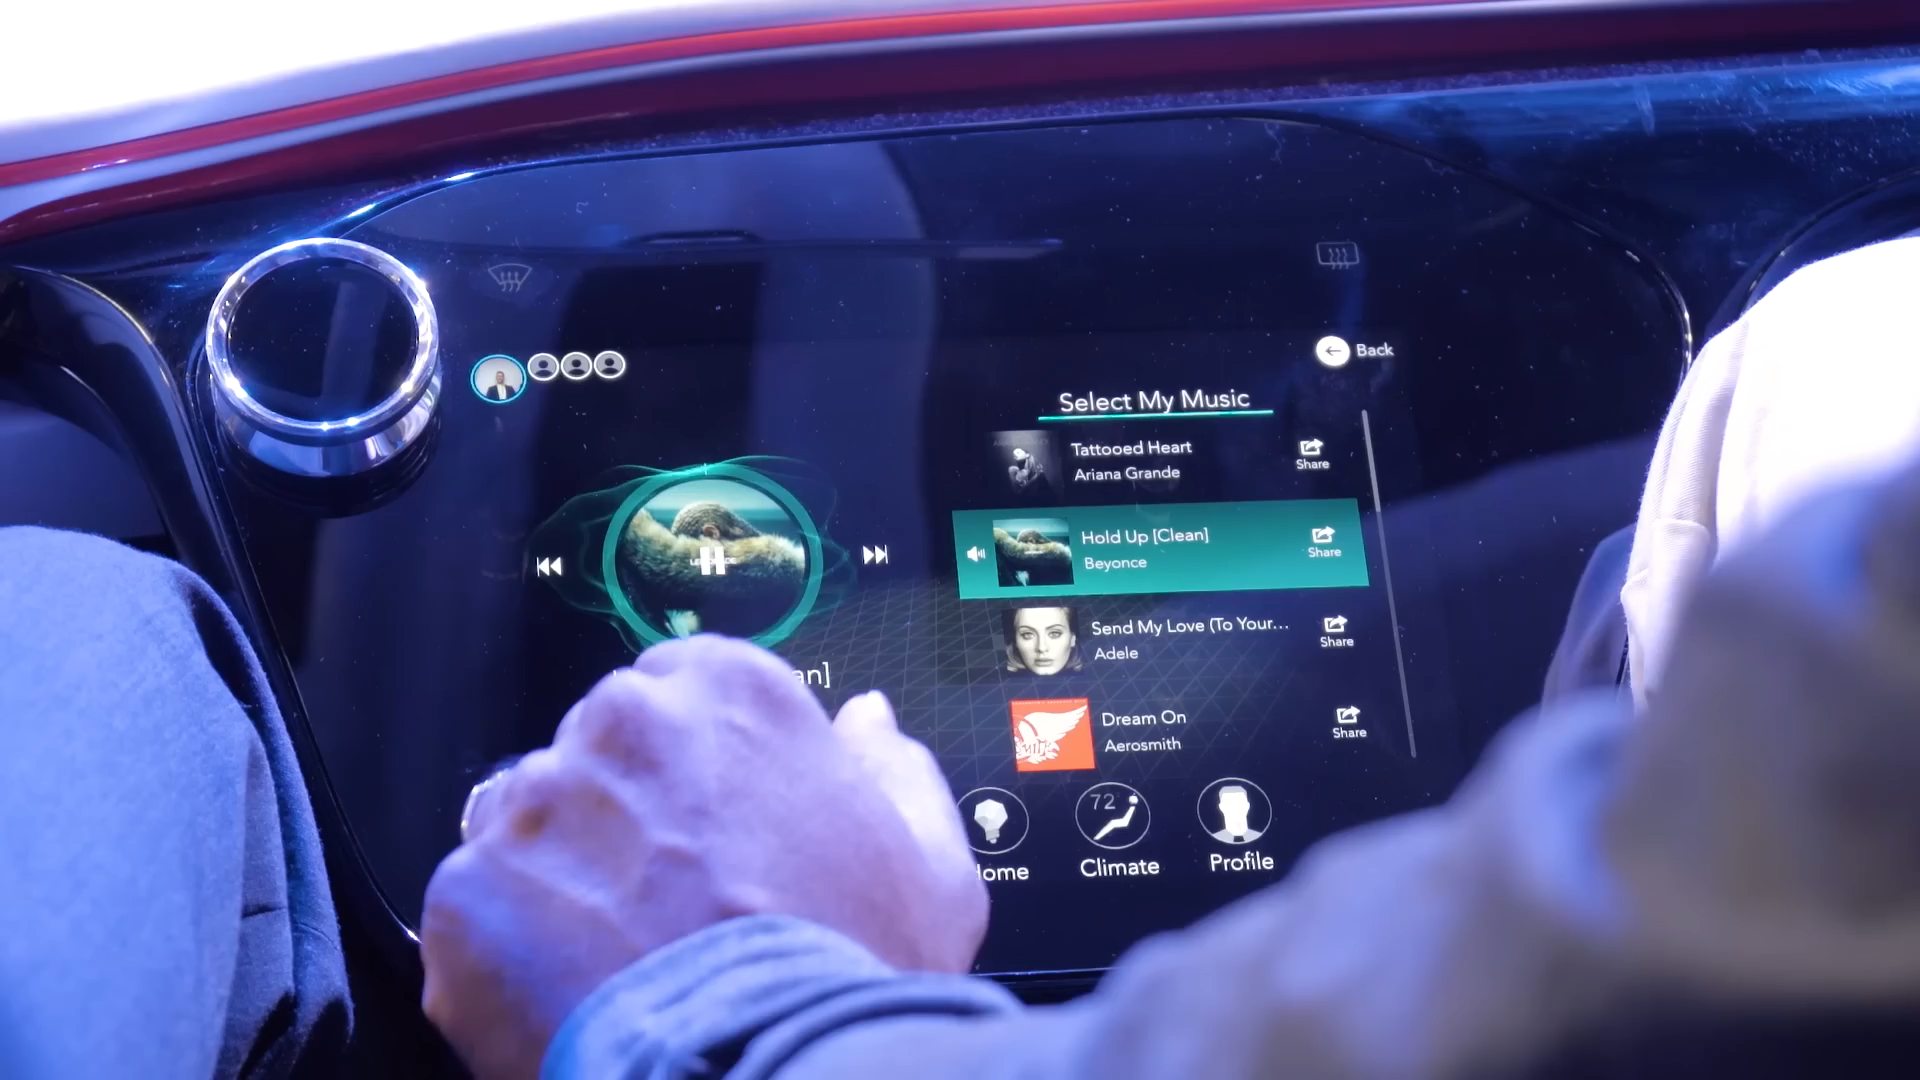 Back
Select My Music
Tattooed Heart
Ariana Grande
Share
Hold Up [Clean]
Beyonce
Share
Send My Love (To Your...
Adele
Share
Dream On
Aerosmith
Share
an]
72
ome
Climate
Profile